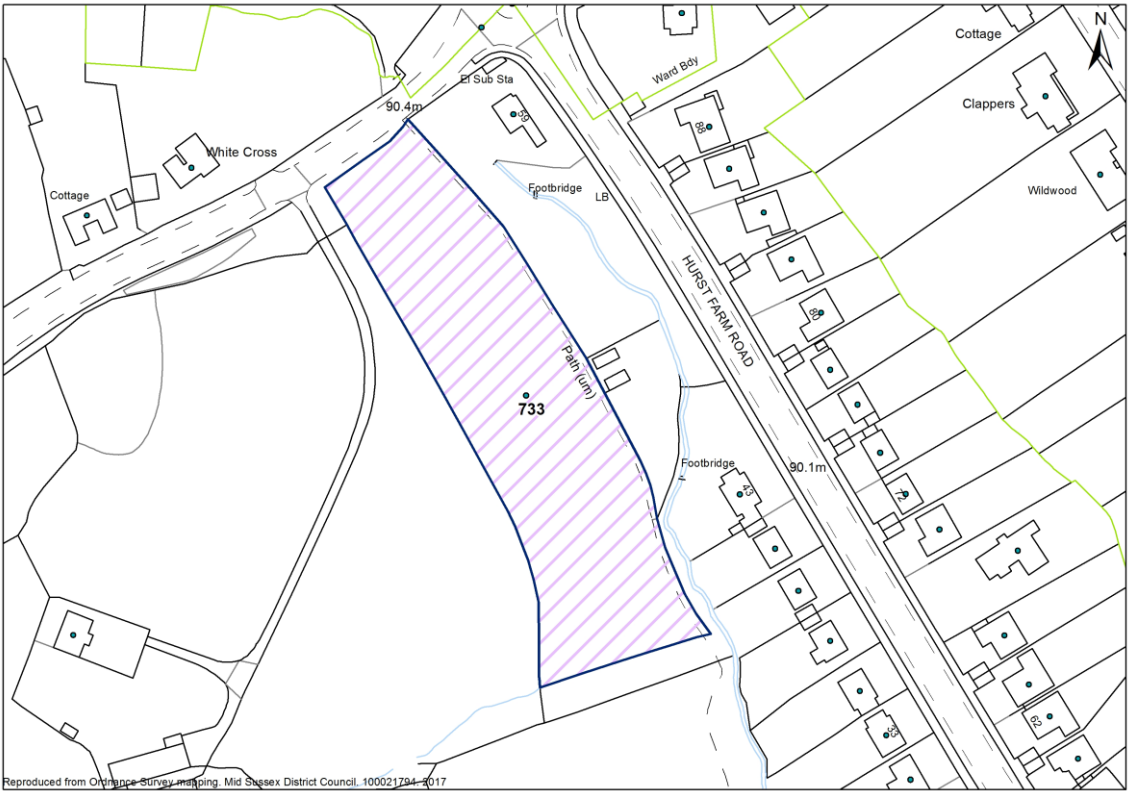 N
Cottage
Ward Bdy
El Sub Sta
Clappers
90.4m
59
88
White Cross
Cottage
Footbridge
LB
Wildwood
HURST FARM ROAD
80
Path (um)
733
Footbridge
90.1m
43
72
62
33
Reproduced from Ordnance Survey mapping. Mid Sussex District Council. 100021794. 2017